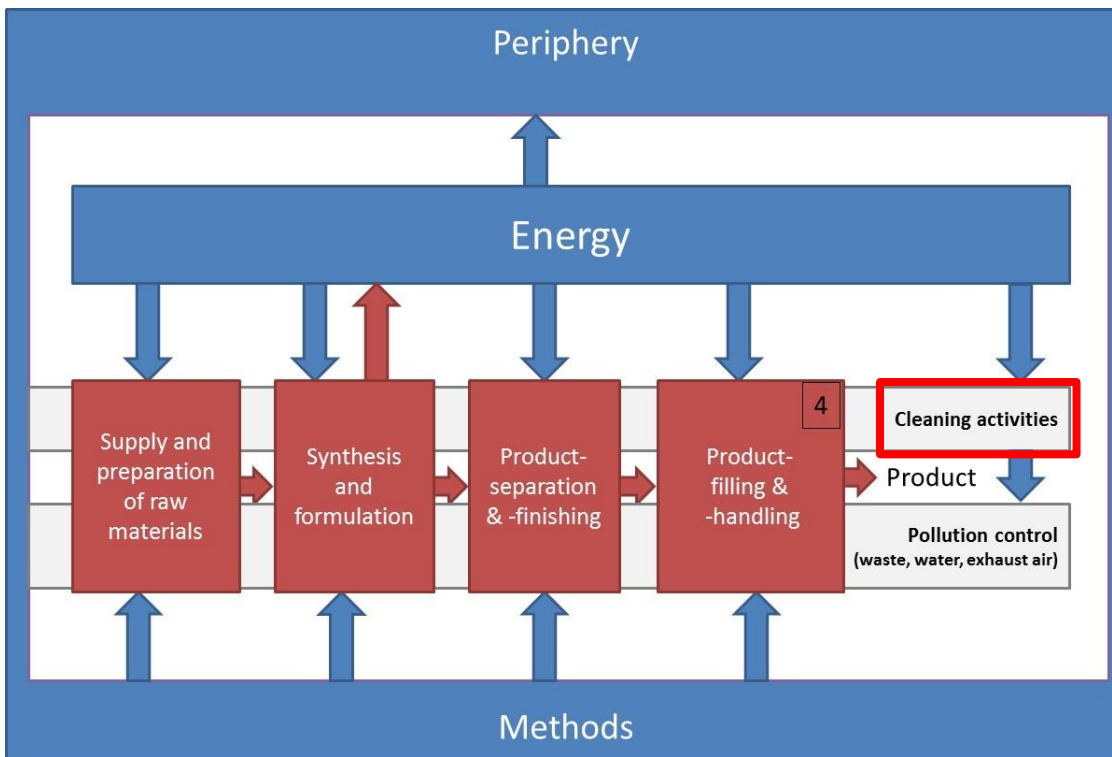 Periphery
Energy
Supply and
preparation
of raw
materials
Synthesis
and
formulation
Product-
separation
& -finishing
4
Product-
filling &
-handling
Cleaning activities
Product
Pollution control
(waste, water, exhaust air)
Methods